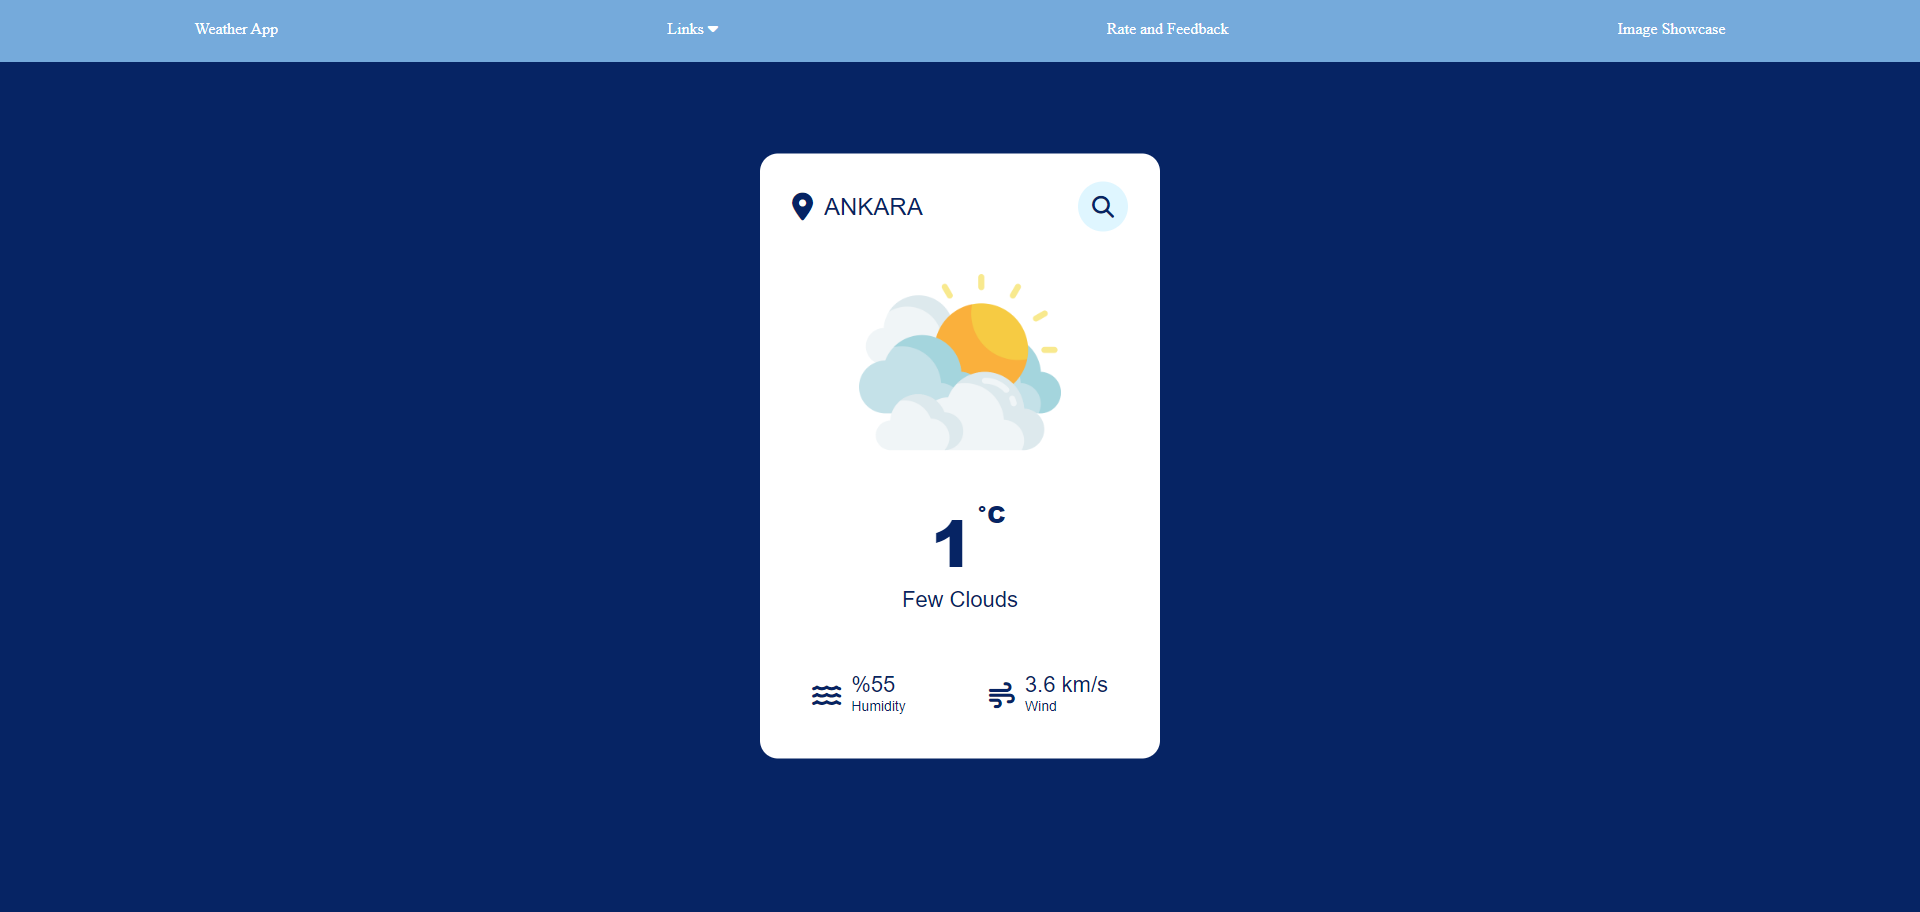 Weather App
Links
Rate and Feedback
Image Showcase
ANKARA
1 °C
Few Clouds
%55
Humidity
3.6 km/s
Wind